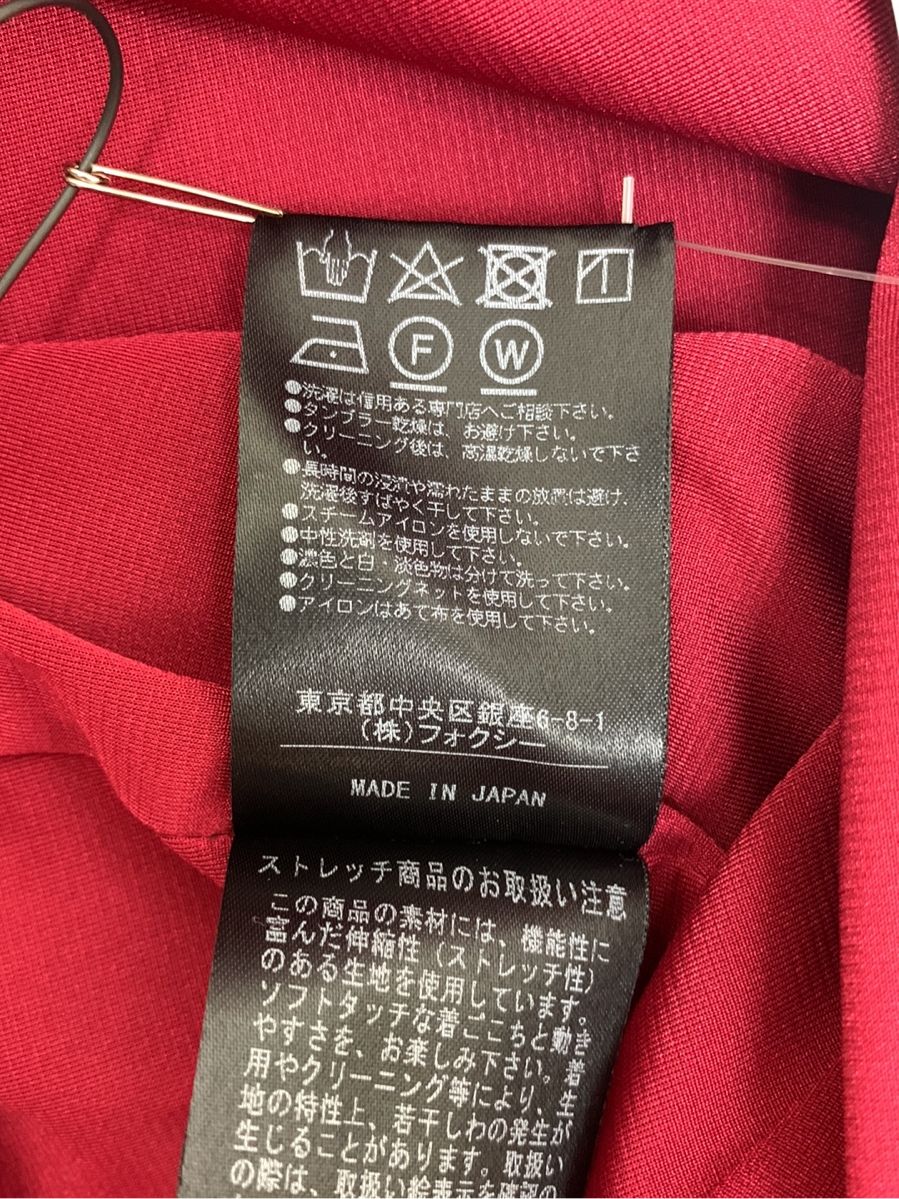 F W
●洗濯は信用ある専門店へご相談下さい。
●タンブラー乾燥は、お避け下さい。
●クリーニング後は、高温乾燥しないで下さ
い。
●長時間の浸漬や濡れたままの放置は避け
洗濯後すばやく干して下さい。
●スチームアイロンを使用しないで下さい。
●中性洗剤を使用して下さい。
●濃色と白・淡色物は分けて洗って下さい。
●クリーニングネットを使用して下さい。
●アイロンはあて布を使用して下さい。
東京都中央区銀座6-8-1
(株)フォクシー
MADE IN JAPAN
ストレッチ商品のお取扱い注意
この商品の素材には、機能性に
富んだ伸縮性(ストレッチ性)
のある生地を使用しています。
ソフトタッチな着ごこちと動き
やすさを、お楽しみ下さい。着
用やクリーニング等により、生
地の特性上、若干しわの発生が
生じることがあります。取扱い
の際は、取扱い絵表示を確認の